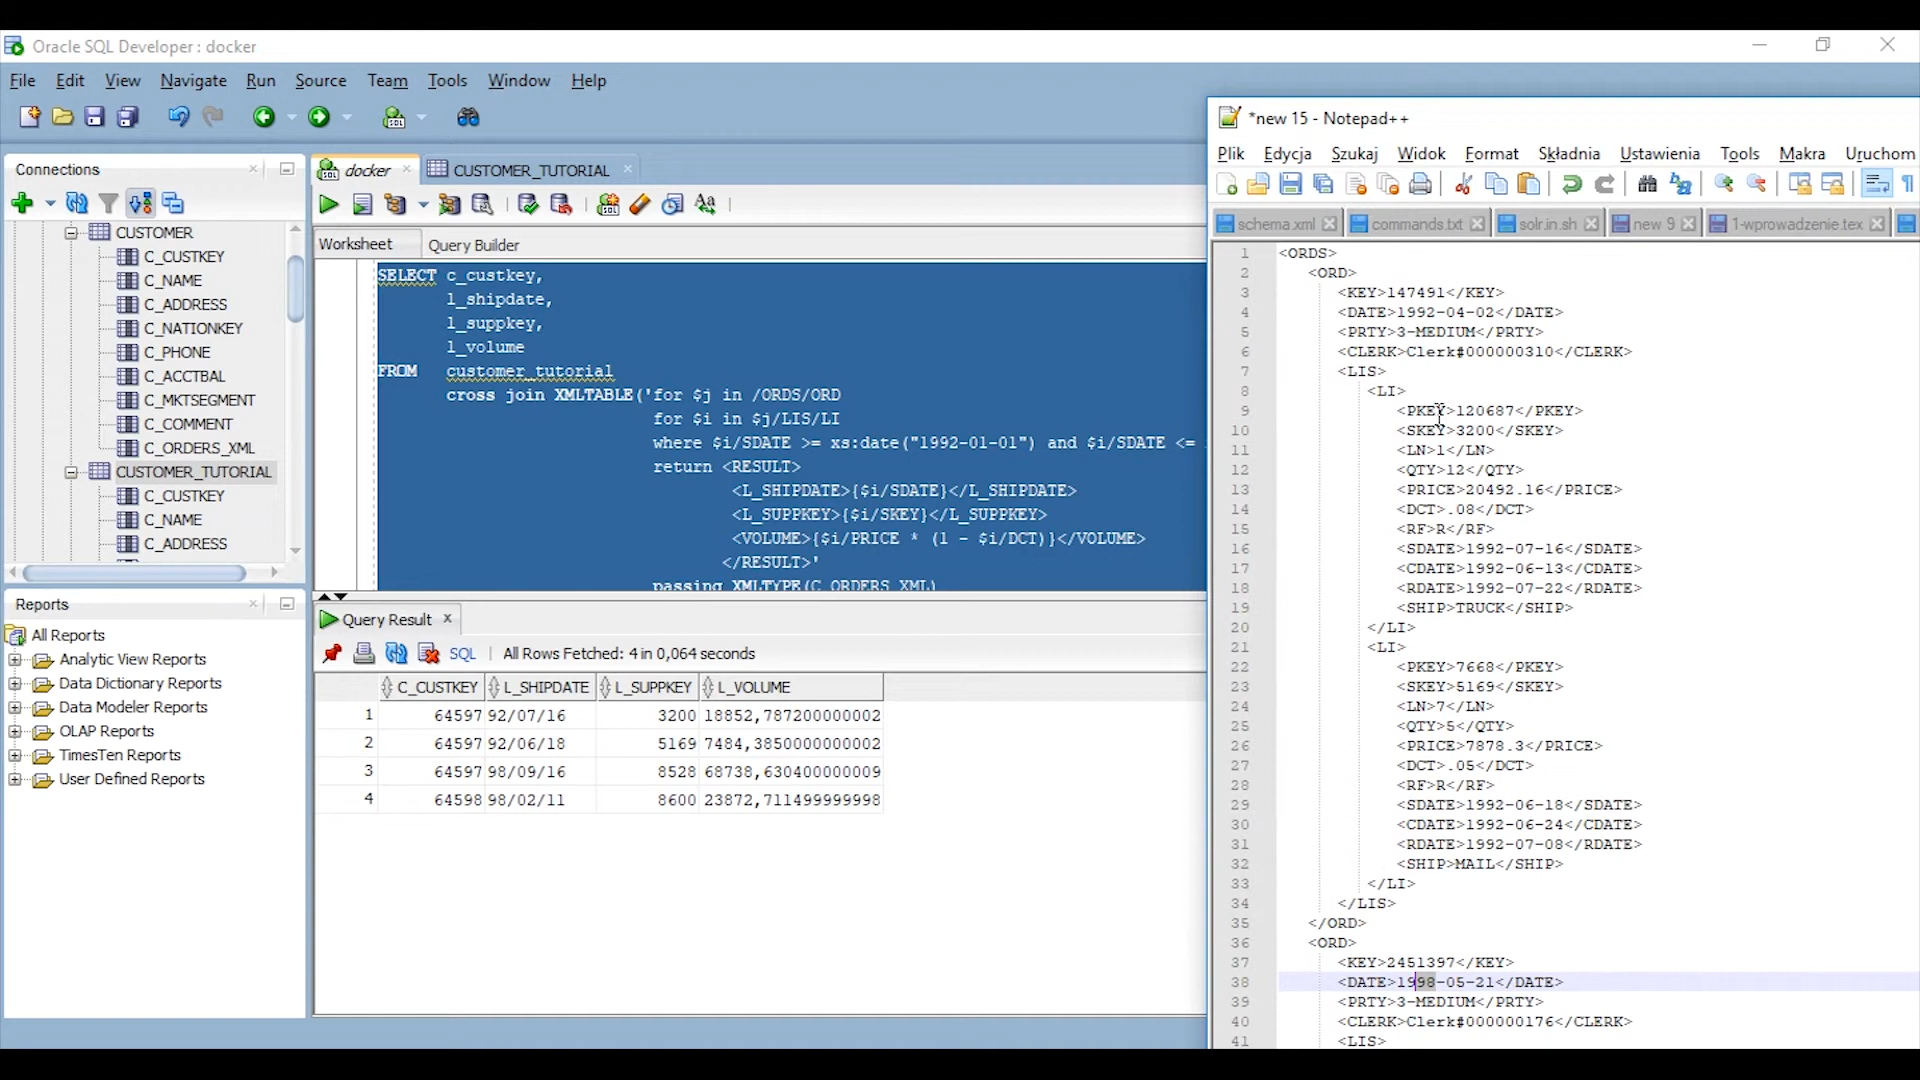 Oracle SQL Developer : docker
File Edit View Navigate Run Source Team Tools Window Help
Connections
CUSTOMER
C_CUSTKEY
C_NAME
C_ADDRESS
C_NATIONKEY
C_PHONE
C_ACCTBAL
C_MKTSEGMENT
C_COMMENT
C_ORDERS_XML
CUSTOMER_TUTORIAL
C_CUSTKEY
C_NAME
C_ADDRESS
Reports
All Reports
Analytic View Reports
Data Dictionary Reports
Data Modeler Reports
OLAP Reports
TimesTen Reports
User Defined Reports
docker CUSTOMER_TUTORIAL
Worksheet Query Builder
SELECT c_custkey,
l_shipdate,
l_suppkey,
l_volume
FROM customer_tutorial
cross join XMLTABLE('for $j in /ORDS/ORD
for $i in $j/LIS/LI
where $i/SDATE >= xs:date("1992-01-01") and $i/SDATE <=
return <RESULT>
<L_SHIPDATE>{$i/SDATE}</L_SHIPDATE>
<L_SUPPKEY>{$i/SKEY}</L_SUPPKEY>
<VOLUME>{$i/PRICE * (1 - $i/DCT)}</VOLUME>
</RESULT>'
passing XMLTYPE(C_ORDERS_XML)
Query Result
SQL | All Rows Fetched: 4 in 0,064 seconds
C_CUSTKEY L_SHIPDATE L_SUPPKEY L_VOLUME
1 64597 92/07/16 3200 18852,787200000002
2 64597 92/06/18 5169 7484,3850000000002
3 64597 98/09/16 8528 68738,630400000009
4 64598 98/02/11 8600 23872,711499999998
*new 15 - Notepad++
Plik Edycja Szukaj Widok Format Składnia Ustawienia Tools Makra Uruchom
schema.xml commands.txt solr.in.sh new 9 1-wprowadzenie.tex
1 <ORDS>
2 <ORD>
3 <KEY>147491</KEY>
4 <DATE>1992-04-02</DATE>
5 <PRTY>3-MEDIUM</PRTY>
6 <CLERK>Clerk#000000310</CLERK>
7 <LIS>
8 <LI>
9 <PKEY>120687</PKEY>
10 <SKEY>3200</SKEY>
11 <LN>1</LN>
12 <QTY>12</QTY>
13 <PRICE>20492.16</PRICE>
14 <DCT>.08</DCT>
15 <RF>R</RF>
16 <SDATE>1992-07-16</SDATE>
17 <CDATE>1992-06-13</CDATE>
18 <RDATE>1992-07-22</RDATE>
19 <SHIP>TRUCK</SHIP>
20 </LI>
21 <LI>
22 <PKEY>7668</PKEY>
23 <SKEY>5169</SKEY>
24 <LN>7</LN>
25 <QTY>5</QTY>
26 <PRICE>7878.3</PRICE>
27 <DCT>.05</DCT>
28 <RF>R</RF>
29 <SDATE>1992-06-18</SDATE>
30 <CDATE>1992-06-24</CDATE>
31 <RDATE>1992-07-08</RDATE>
32 <SHIP>MAIL</SHIP>
33 </LI>
34 </LIS>
35 </ORD>
36 <ORD>
37 <KEY>2451397</KEY>
38 <DATE>1998-05-21</DATE>
39 <PRTY>3-MEDIUM</PRTY>
40 <CLERK>Clerk#000000176</CLERK>
41 <LIS>